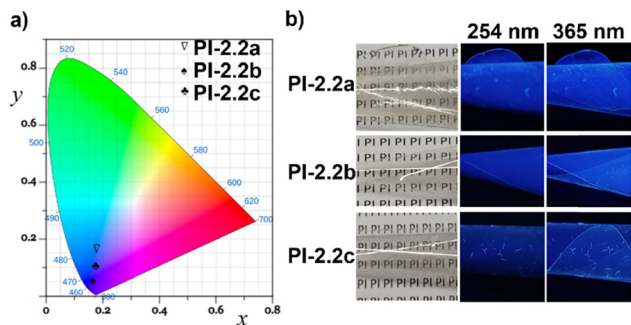 a)
▽ PI-2.2a
♠ PI-2.2b
♣ PI-2.2c
y
0.8
0.6
0.4
0.2
0
0 0.2 0.4 0.6 0.8
x
520
540
560
580
600
620
700
500
490
480
470
460
b)
254 nm 365 nm
PI-2.2a
PI PI PI PI PI PI
PI-2.2b
PI PI PI PI PI PI
PI-2.2c
PI PI PI PI PI PI